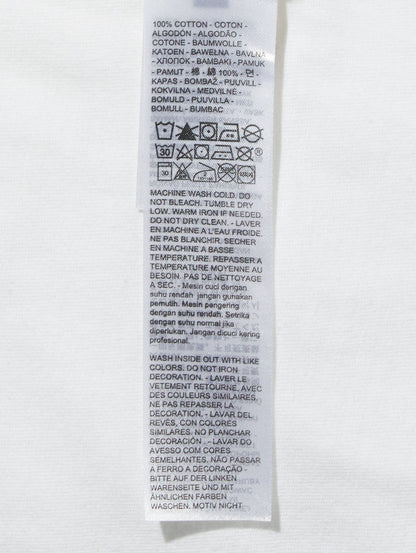 100% COTTON - COTON -
ALGODÓN - ALGODÃO -
COTONE - BAUMWOLLE -
KATOEN - BAWEŁNA - BAVLNA
- ХЛОПОК - BAMBAKI - PAMUK
- PAMUT - 棉 - 綿 100% - 면 -
KAPAS - BOMBAŽ - PUUVILL -
KOKVILNA - MEDVILNĖ -
BOMULD - PUUVILLA -
BOMULL - BUMBAC
30
MACHINE WASH COLD. DO
NOT BLEACH. TUMBLE DRY
LOW. WARM IRON IF NEEDED.
DO NOT DRY CLEAN. - LAVER
EN MACHINE A L'EAU FROIDE.
NE PAS BLANCHIR. SECHER
EN MACHINE A BASSE
TEMPERATURE. REPASSER A
TEMPERATURE MOYENNE AU
BESOIN. PAS DE NETTOYAGE
A SEC. - Mesin cuci dengan
suhu rendah jangan gunakan
pemutih. Mesin pengering
dengan suhu rendah. Setrika
dengan suhu normal jika
diperlukan. Jangan dicuci kering
profesional.
WASH INSIDE OUT WITH LIKE
COLORS. DO NOT IRON
DECORATION. - LAVER LE
VETEMENT RETOURNE, AVEC
DES COULEURS SIMILAIRES.
NE PAS REPASSER LA
DECORATION. - LAVAR DEL
REVÉS, CON COLORES
SIMILARES. NO PLANCHAR
DECORACIÓN . - LAVAR DO
AVESSO COM CORES
SEMELHANTES, NÃO PASSAR
A FERRO A DECORAÇÃO -
BITTE AUF DER LINKEN
WARENSEITE UND MIT
ÄHNLICHEN FARBEN
WASCHEN. MOTIV NICHT